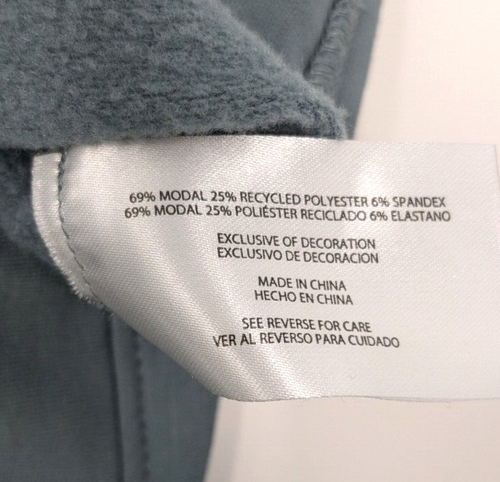 69% MODAL 25% RECYCLED POLYESTER 6% SPANDEX
69% MODAL 25% POLIÉSTER RECICLADO 6% ELASTANO
EXCLUSIVE OF DECORATION
EXCLUSIVO DE DECORACION
MADE IN CHINA
HECHO EN CHINA
SEE REVERSE FOR CARE
VER AL REVERSO PARA CUIDADO